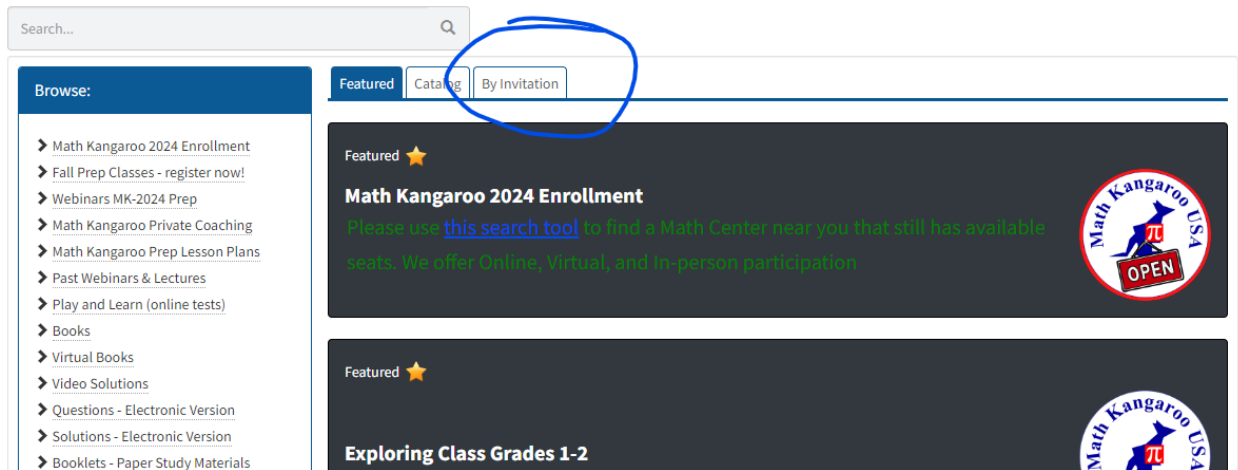 Search...
Browse:
Math Kangaroo 2024 Enrollment
Fall Prep Classes - register now!
Webinars MK-2024 Prep
Math Kangaroo Private Coaching
Math Kangaroo Prep Lesson Plans
Past Webinars & Lectures
Play and Learn (online tests)
Books
Virtual Books
Video Solutions
Questions - Electronic Version
Solutions - Electronic Version
Booklets - Paper Study Materials
Featured Catalog By Invitation
Featured
Math Kangaroo 2024 Enrollment
Please use this search tool to find a Math Center near you that still has available
seats. We offer Online, Virtual, and In-person participation
Math Kangaroo USA
π
OPEN
Featured
Exploring Class Grades 1-2
Math Kangaroo USA
π